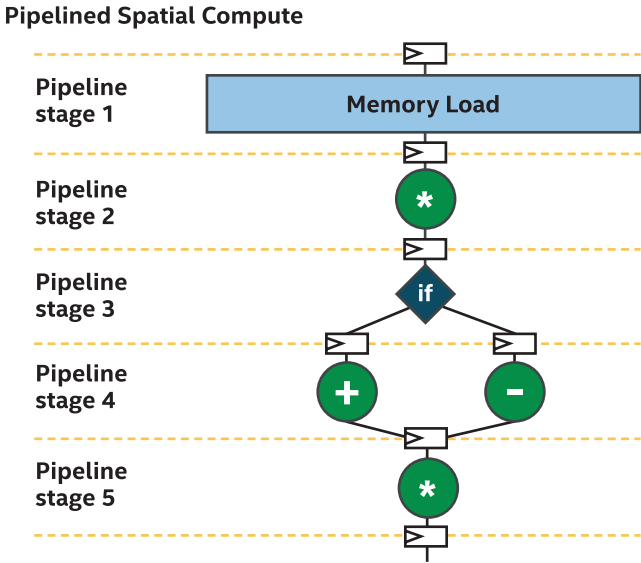 Pipelined Spatial Compute
Pipeline
stage 1
Memory Load
Pipeline
stage 2
*
Pipeline
stage 3
if
Pipeline
stage 4
+
-
Pipeline
stage 5
*